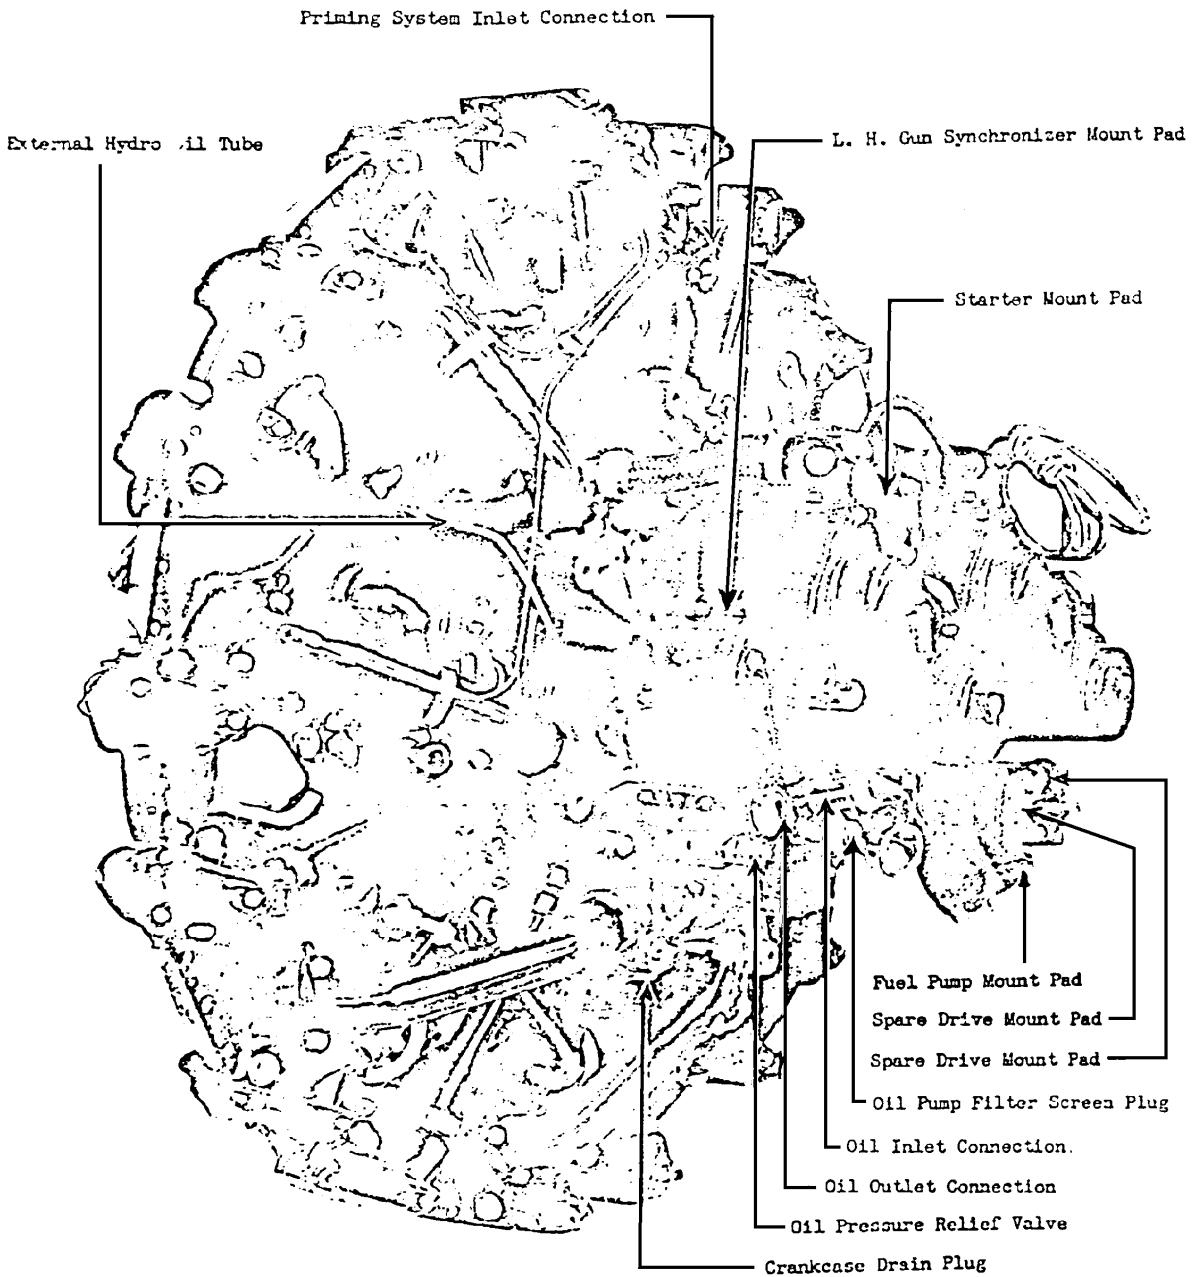 Priming System Inlet Connection
L. H. Gun Synchronizer Mount Pad
External Hydro Tube
Starter Mount Pad
Fuel Pump Mount Pad
Spare Drive Mount Pad
Spare Drive Mount Pad
Oil Pump Filter Screen Plug
Oil Inlet Connection.
Oil Outlet Connection
Oil Pressure Relief Valve
Crankcase Drain Plug